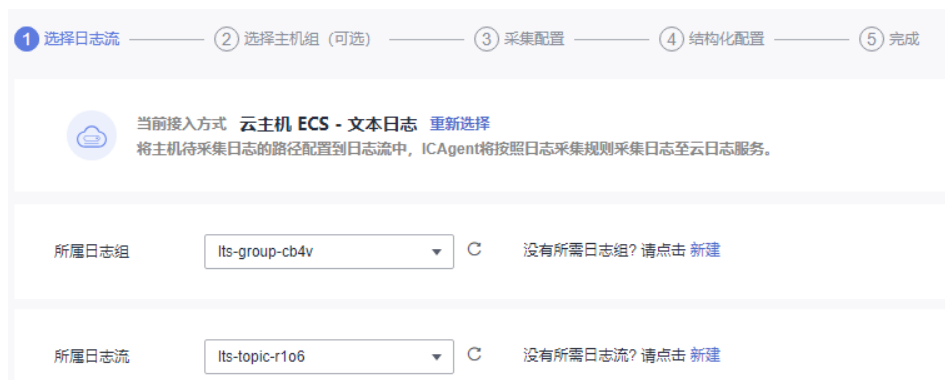 1 选择日志流 2 选择主机组（可选） 3 采集配置 4 结构化配置 5 完成
当前接入方式 云主机 ECS - 文本日志 重新选择
将主机待采集日志的路径配置到日志流中，ICAgent将按照日志采集规则采集日志至云日志服务。
所属日志组 lts-group-cb4v 没有所需日志组? 请点击 新建
所属日志流 lts-topic-r1o6 没有所需日志流? 请点击 新建